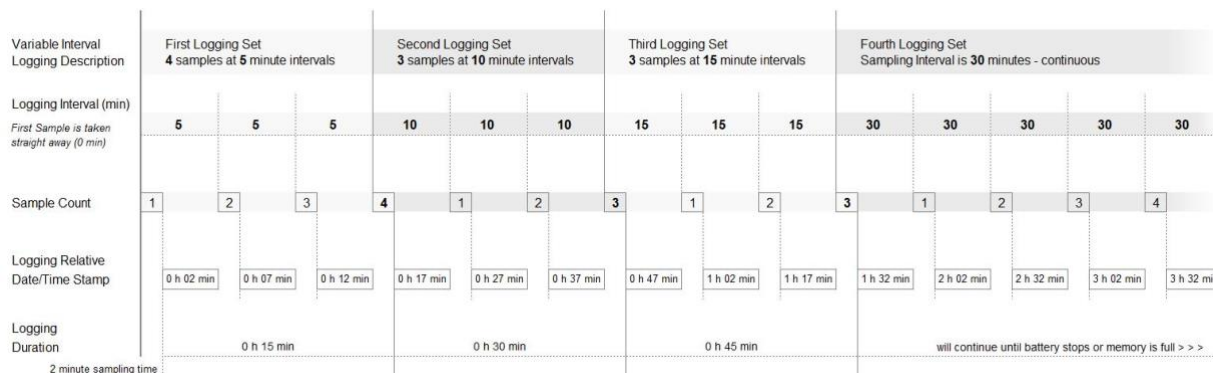 Variable Interval
Logging Description
First Logging Set
4 samples at 5 minute intervals
Second Logging Set
3 samples at 10 minute intervals
Third Logging Set
3 samples at 15 minute intervals
Fourth Logging Set
Sampling Interval is 30 minutes - continuous
Logging Interval (min)
First Sample is taken
straight away (0 min)
5 5 5 10 10 10 15 15 15 30 30 30 30 30
Sample Count
1 2 3 4 1 2 3 1 2 3 1 2 3 4
Logging Relative
Date/Time Stamp
0 h 02 min 0 h 07 min 0 h 12 min 0 h 17 min 0 h 27 min 0 h 37 min 0 h 47 min 1 h 02 min 1 h 17 min 1 h 32 min 2 h 02 min 2 h 32 min 3 h 02 min 3 h 32 min
Logging
Duration
0 h 15 min 0 h 30 min 0 h 45 min will continue until battery stops or memory is full > > >
2 minute sampling time